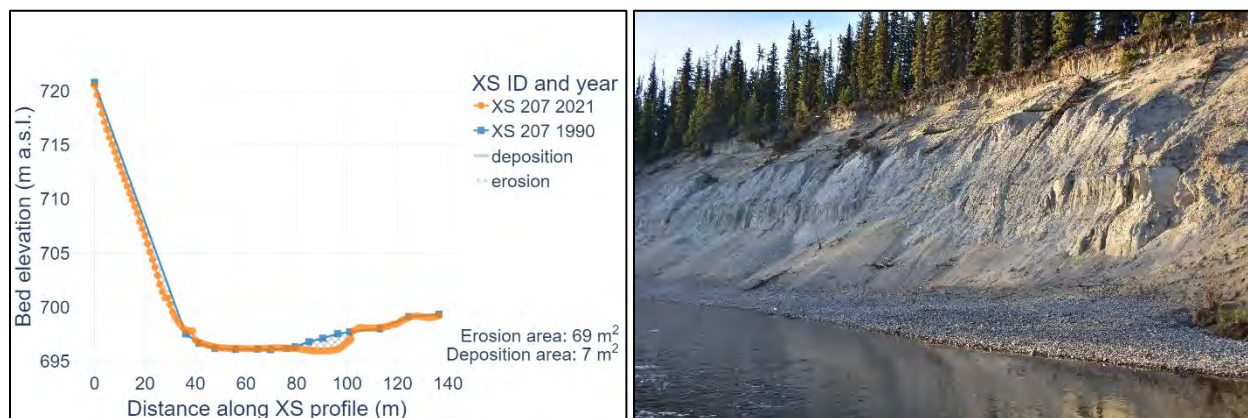 XS ID and year
XS 207 2021
XS 207 1990
deposition
erosion
Bed elevation (m a.s.l.)
720
715
710
705
700
695
Erosion area: 69 m²
Deposition area: 7 m²
0 20 40 60 80 100 120 140
Distance along XS profile (m)